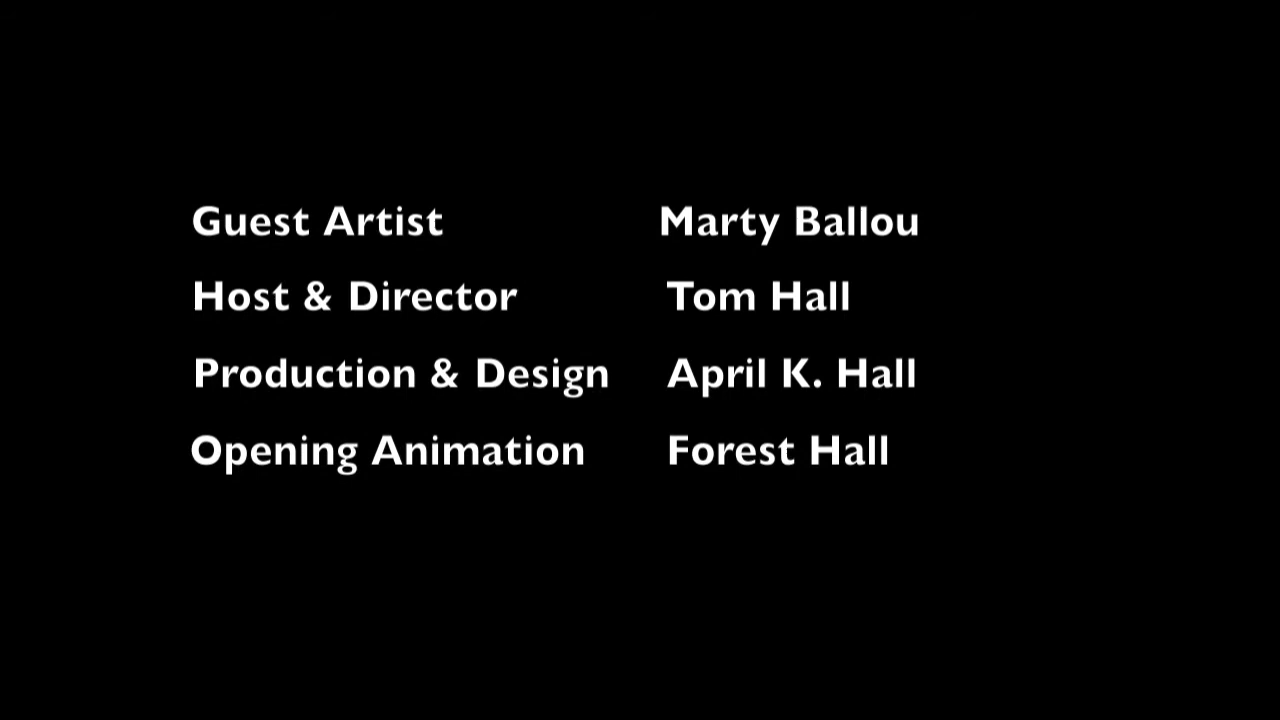 Guest Artist Marty Ballou
Host & Director Tom Hall
Production & Design April K. Hall
Opening Animation Forest Hall